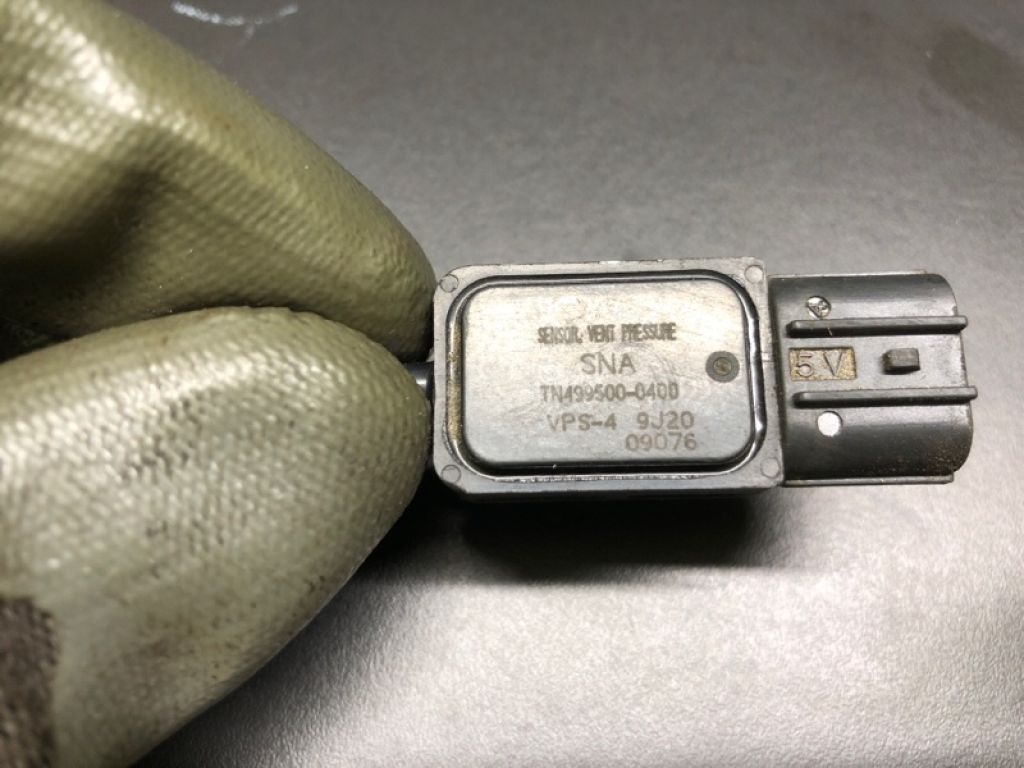 SENSOR, VENT PRESSURE
SNA
TN499500-0400
VPS-4 9J20
09076
5V